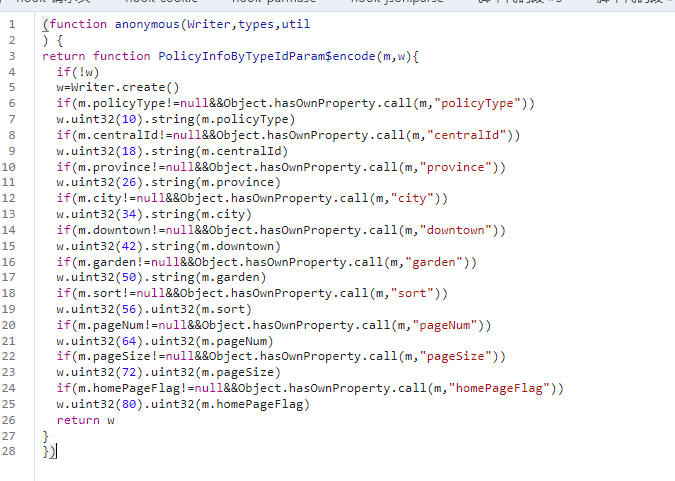 1 (function anonymous(Writer,types,util
2 ) {
3 return function PolicyInfoByTypeIdParam$encode(m,w){
4 if(!w)
5 w=Writer.create()
6 if(m.policyType!=null&&Object.hasOwnProperty.call(m,"policyType"))
7 w.uint32(10).string(m.policyType)
8 if(m.centralId!=null&&Object.hasOwnProperty.call(m,"centralId"))
9 w.uint32(18).string(m.centralId)
10 if(m.province!=null&&Object.hasOwnProperty.call(m,"province"))
11 w.uint32(26).string(m.province)
12 if(m.city!=null&&Object.hasOwnProperty.call(m,"city"))
13 w.uint32(34).string(m.city)
14 if(m.downtown!=null&&Object.hasOwnProperty.call(m,"downtown"))
15 w.uint32(42).string(m.downtown)
16 if(m.garden!=null&&Object.hasOwnProperty.call(m,"garden"))
17 w.uint32(50).string(m.garden)
18 if(m.sort!=null&&Object.hasOwnProperty.call(m,"sort"))
19 w.uint32(56).uint32(m.sort)
20 if(m.pageNum!=null&&Object.hasOwnProperty.call(m,"pageNum"))
21 w.uint32(64).uint32(m.pageNum)
22 if(m.pageSize!=null&&Object.hasOwnProperty.call(m,"pageSize"))
23 w.uint32(72).uint32(m.pageSize)
24 if(m.homePageFlag!=null&&Object.hasOwnProperty.call(m,"homePageFlag"))
25 w.uint32(80).uint32(m.homePageFlag)
26 return w
27 }
28 })